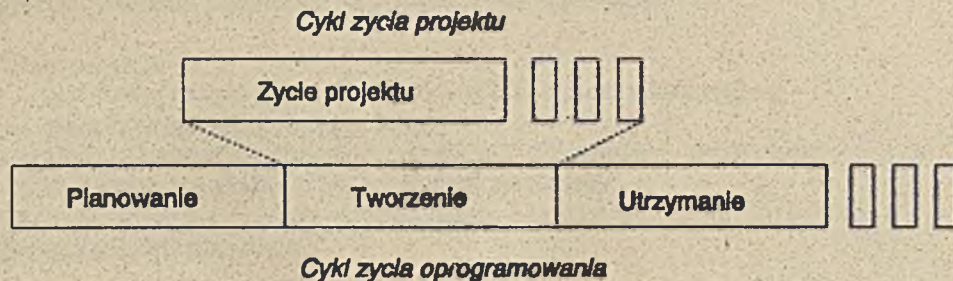 Cykl zycia projektu
Zycie projektu
Planowanie Tworzenie Utrzymanie
Cykl zycia oprogramowania